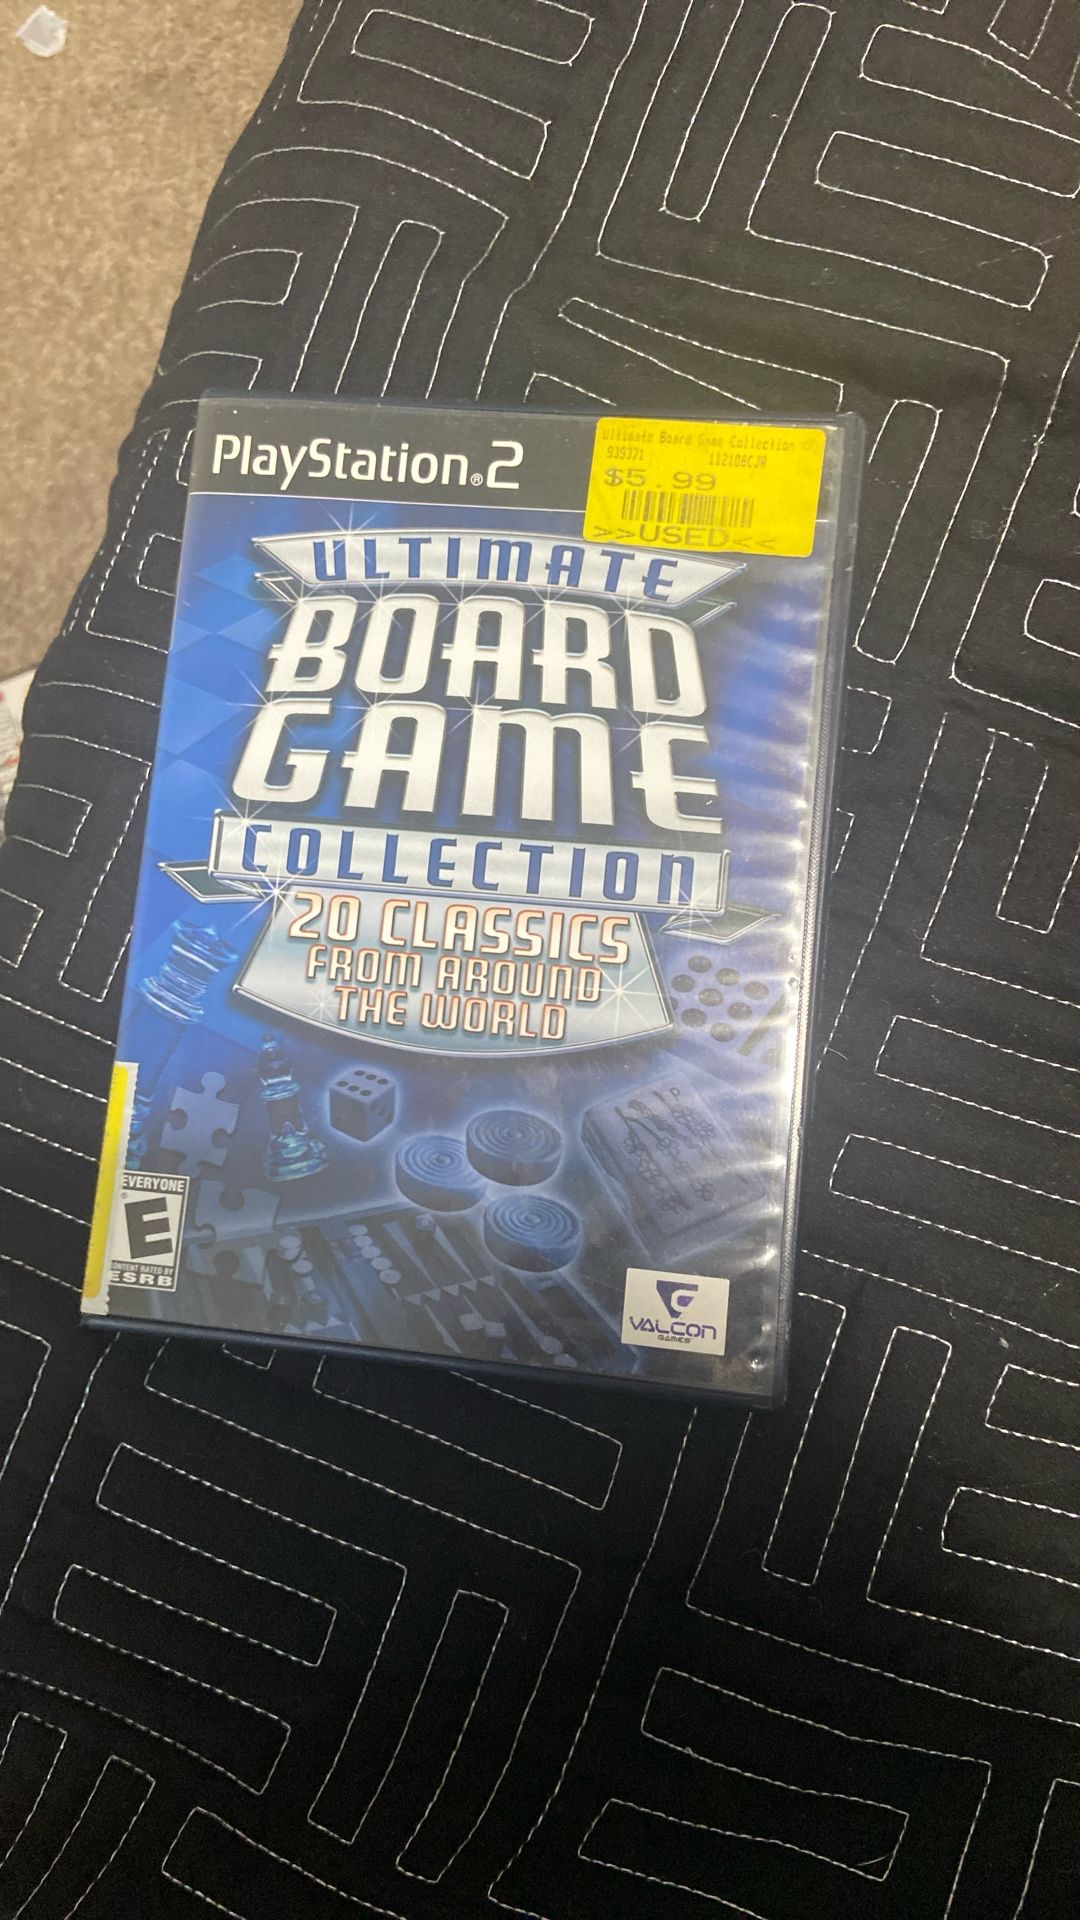 PlayStation®2
Ultimate Board Game Collection
939371 112106CJR
$5.99
>>USED<<
ULTIMATE
BOARD
GAME
COLLECTION
20 CLASSICS
FROM AROUND
THE WORLD
EVERYONE
E
CONTENT RATED BY
ESRB
VALCON
GAMES